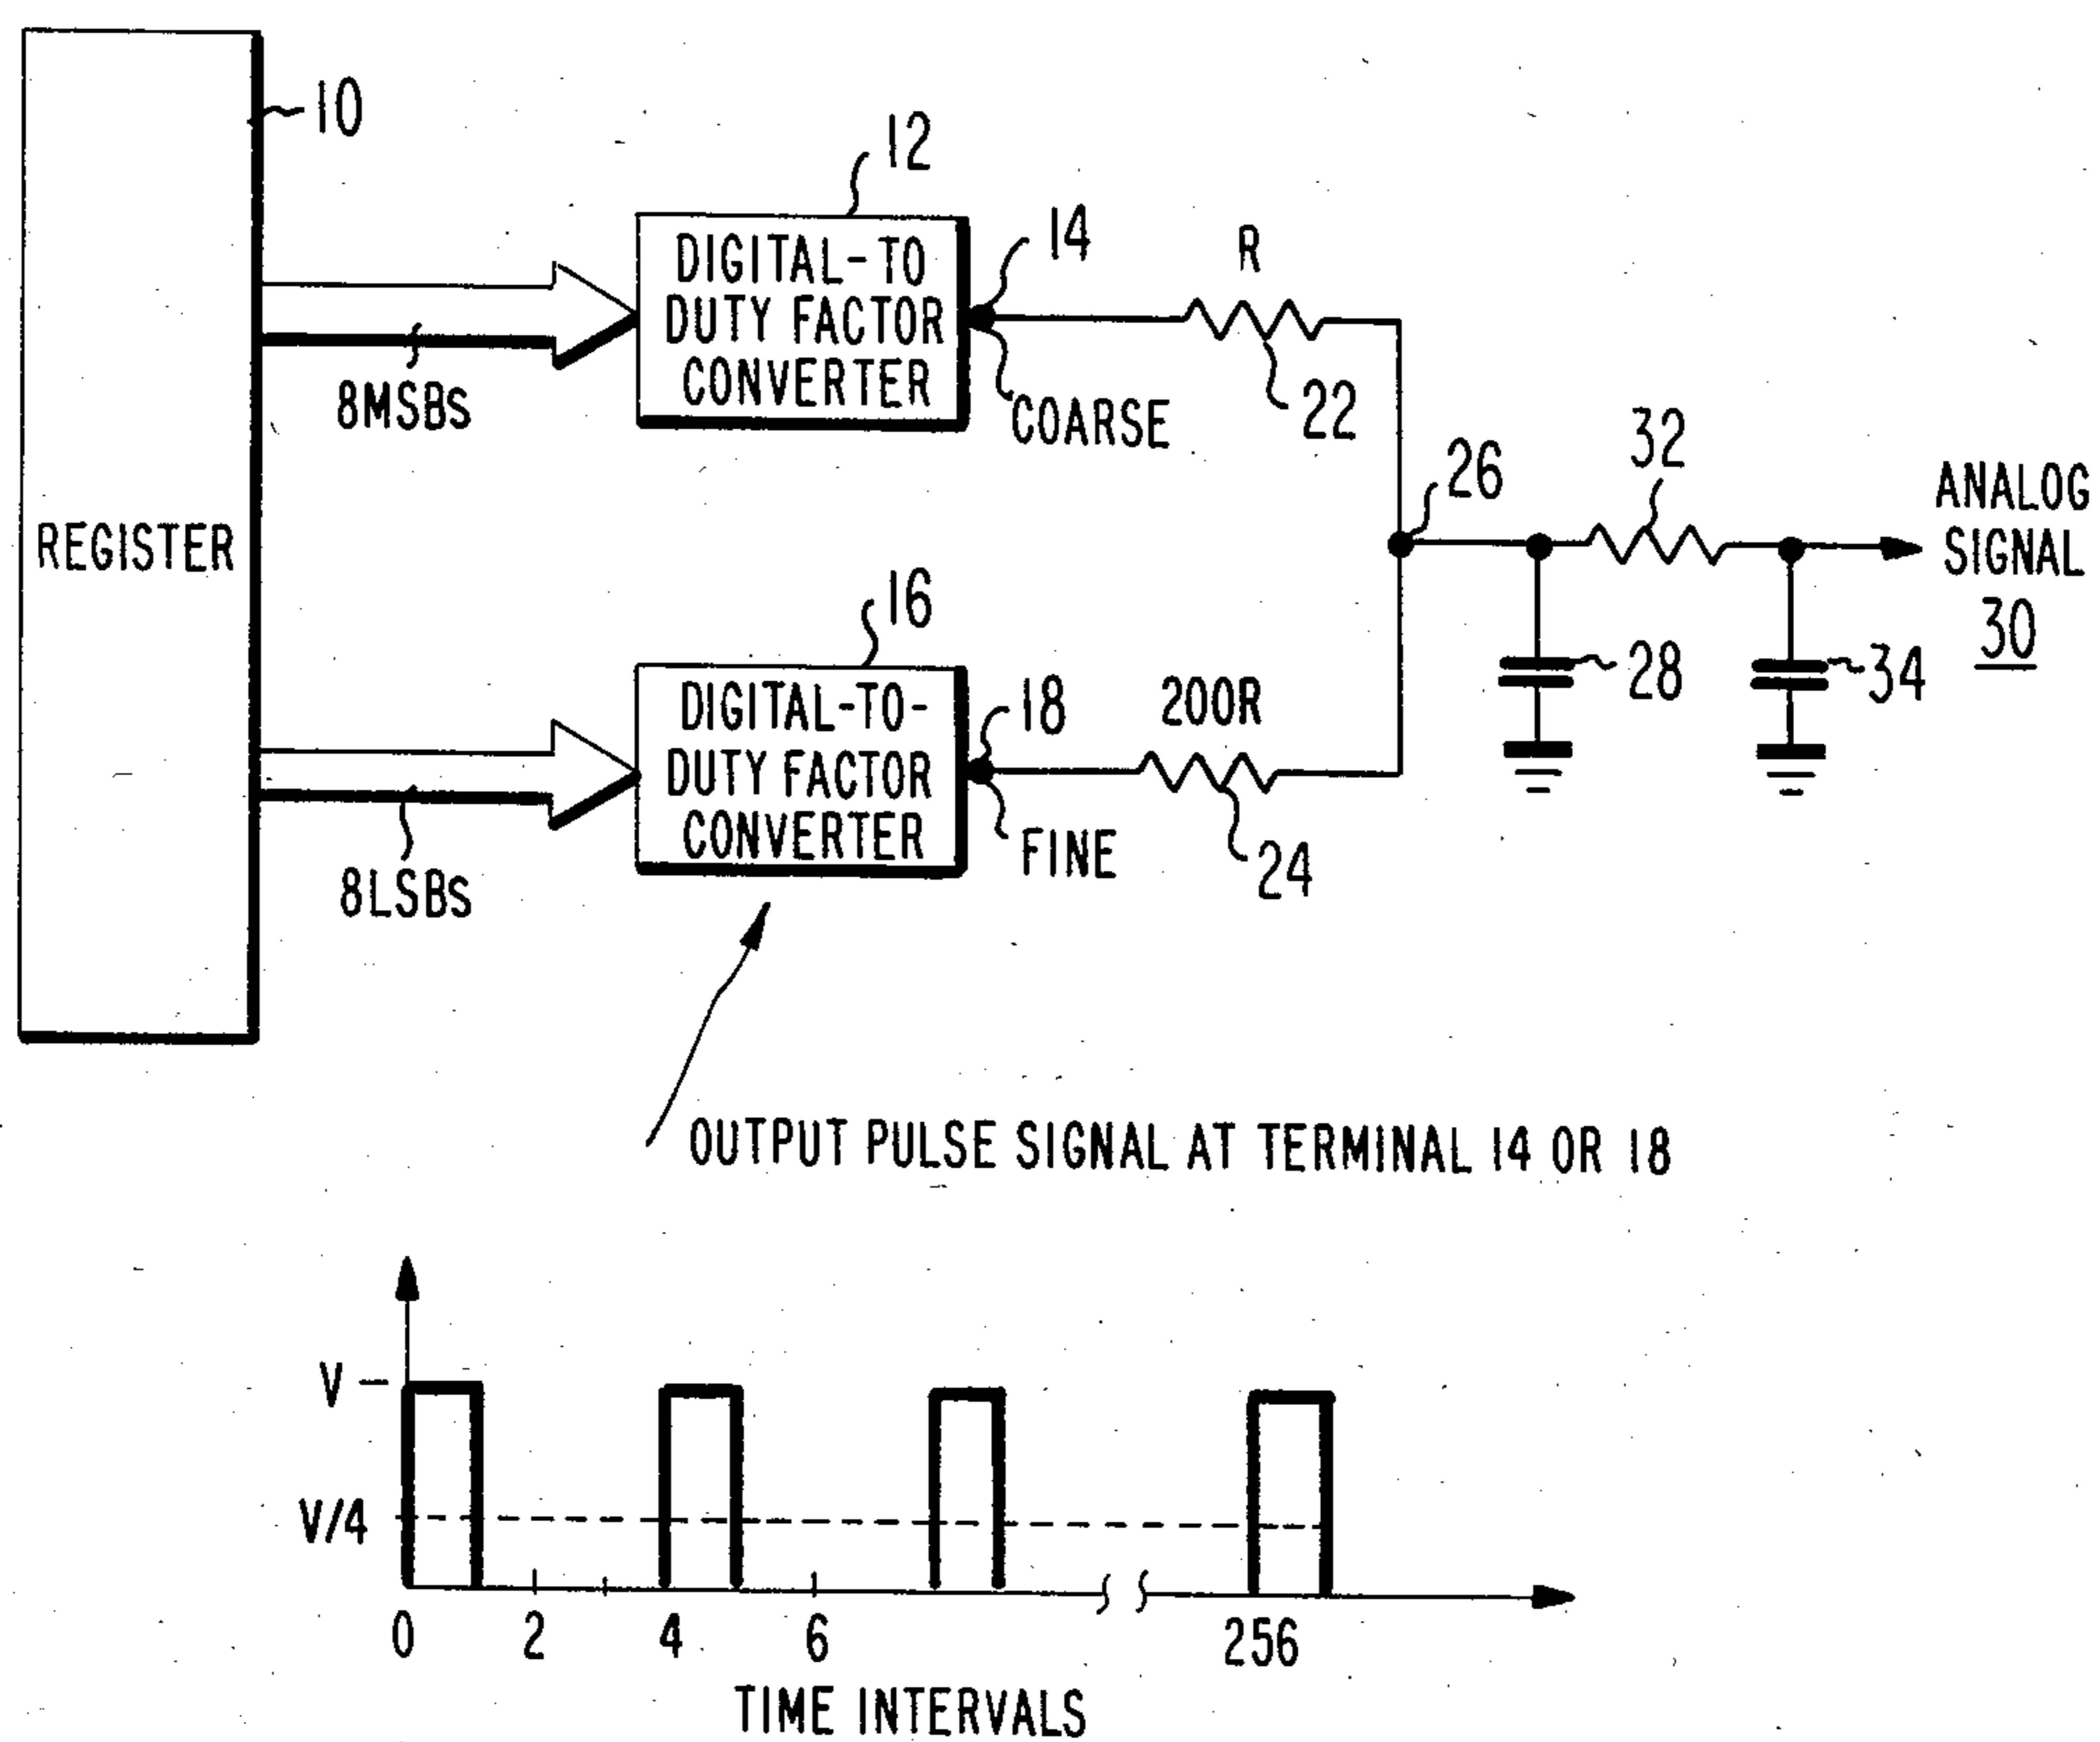 10
12
DIGITAL-TO
DUTY FACTOR
CONVERTER
14
R
8MSBs
COARSE
22
32
26
ANALOG
SIGNAL
30
REGISTER
16
DIGITAL-TO-
DUTY FACTOR
CONVERTER
18
200R
28
34
FINE
24
8LSBs
OUTPUT PULSE SIGNAL AT TERMINAL 14 OR 18
V
V/4
0 2 4 6 256
TIME INTERVALS